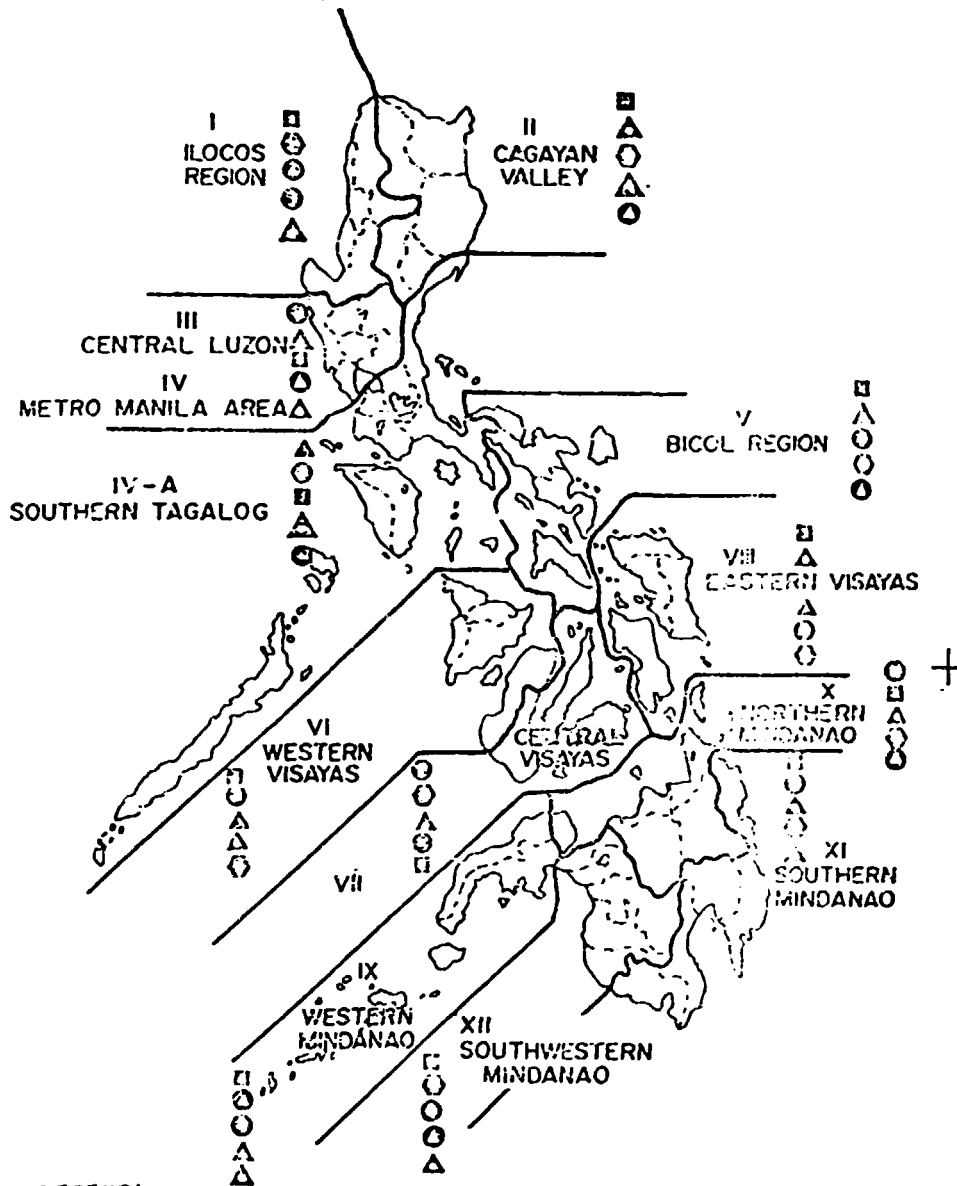 I
ILOCOS
REGION
II
CAGAYAN
VALLEY
III
CENTRAL LUZON
IV
METRO MANILA AREA
V
BICOL REGION
IV-A
SOUTHERN TAGALOG
VIII
EASTERN VISAYAS
X
NORTHERN
MINDANAO
VI
WESTERN
VISAYAS
CENTRAL
VISAYAS
VII
XI
SOUTHERN
MINDANAO
IX
WESTERN
MINDANAO
XII
SOUTHWESTERN
MINDANAO